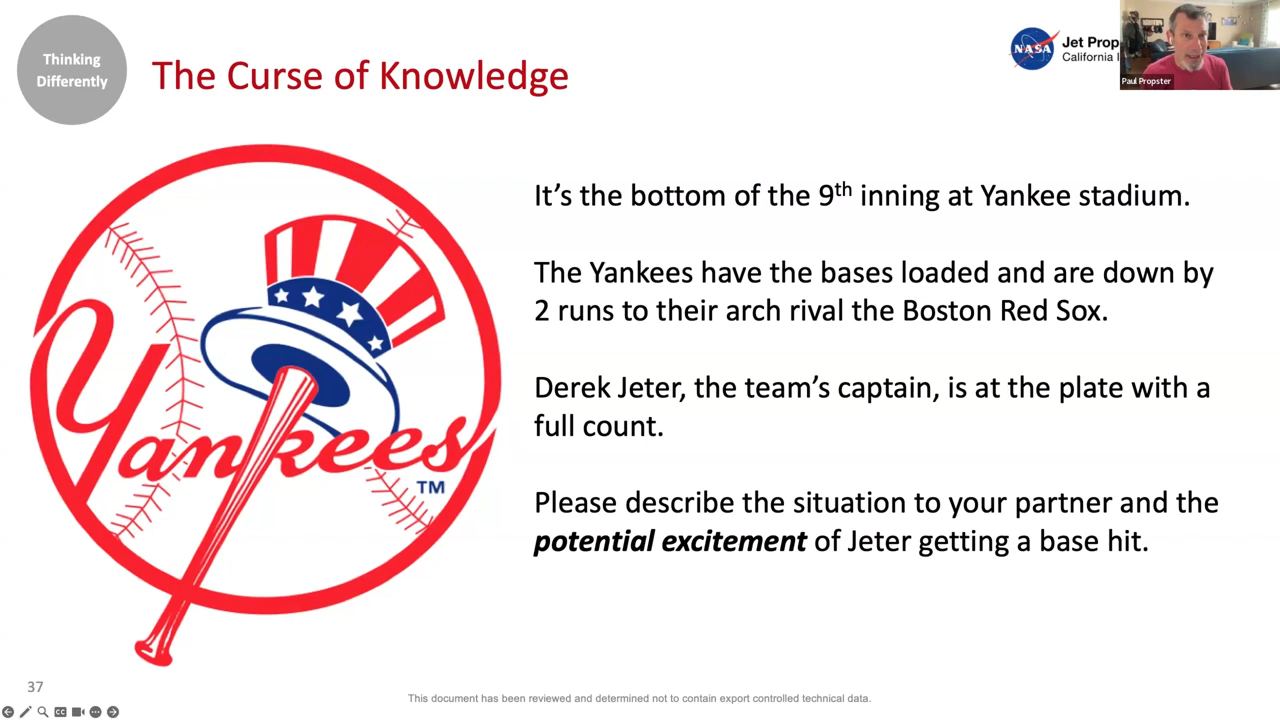 Thinking
Differently
The Curse of Knowledge
NASA
Jet Prop
California I
Paul Propster
It’s the bottom of the 9th inning at Yankee stadium.
The Yankees have the bases loaded and are down by
2 runs to their arch rival the Boston Red Sox.
Derek Jeter, the team’s captain, is at the plate with a
full count.
Please describe the situation to your partner and the
potential excitement of Jeter getting a base hit.
Yankees
TM
37
This document has been reviewed and determined not to contain export controlled technical data.
CC